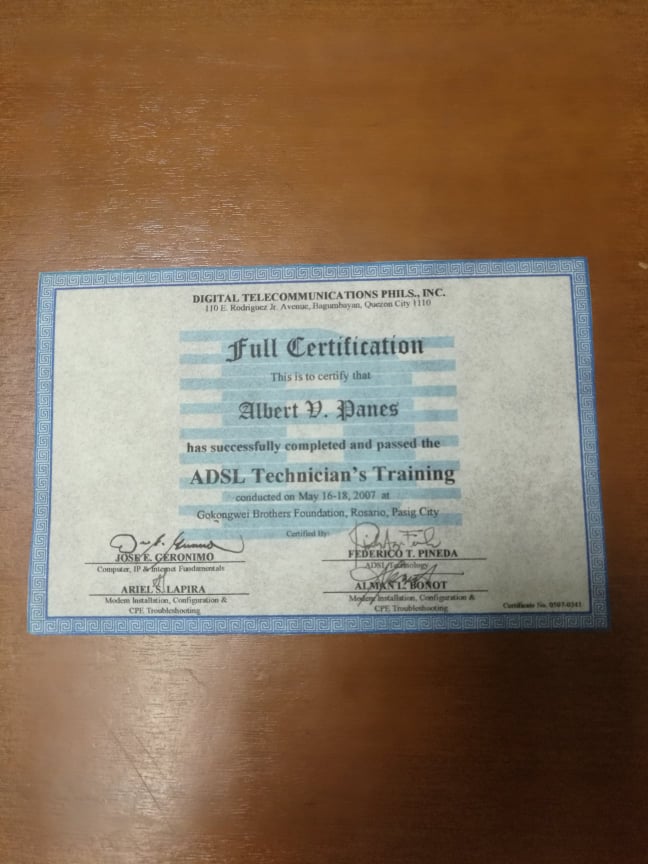 DIGITAL TELECOMMUNICATIONS PHILS., INC.
110 E. Rodriguez Jr. Avenue, Bagumbayan, Quezon City 1110
Full Certification
This is to certify that
Albert V. Panes
has successfully completed and passed the
ADSL Technician's Training
conducted on May 16-18, 2007 at
Gokongwei Brothers Foundation, Rosario, Pasig City
Certified By:
JOSE E. GERONIMO
Computer, IP & Internet Fundamentals
FEDERICO T. PINEDA
ADSL Technology
ARIEL S. LAPIRA
Modem Installation, Configuration &
CPE Troubleshooting
ALMAN L. BONOT
Modem Installation, Configuration &
CPE Troubleshooting
Certificate No. 0507-0341